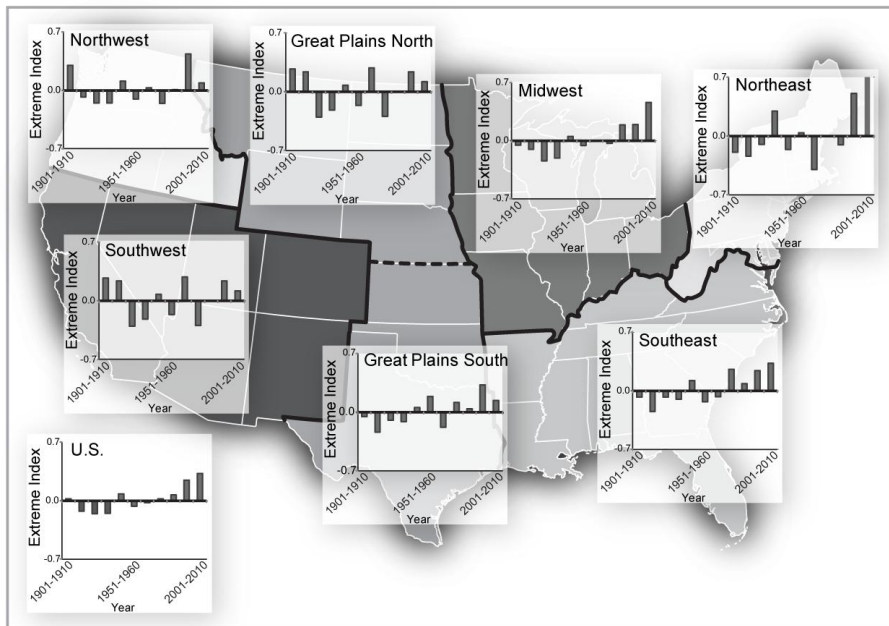 Northwest
0.7
0.0
-0.7
Extreme Index
1901-1910
1951-1960
2001-2010
Year
Great Plains North
0.7
0.0
-0.7
Extreme Index
1901-1910
1951-1960
2001-2010
Year
Midwest
0.7
0.0
-0.7
Extreme Index
1901-1910
1951-1960
2001-2010
Year
Northeast
0.7
0.0
-0.7
Extreme Index
1901-1910
1951-1960
2001-2010
Year
Southwest
0.7
0.0
-0.7
Extreme Index
1901-1910
1951-1960
2001-2010
Year
Great Plains South
0.7
0.0
-0.7
Extreme Index
1901-1910
1951-1960
2001-2010
Year
Southeast
0.7
0.0
-0.7
Extreme Index
1901-1910
1951-1960
2001-2010
Year
U.S.
0.7
0.0
-0.7
Extreme Index
1901-1910
1951-1960
2001-2010
Year